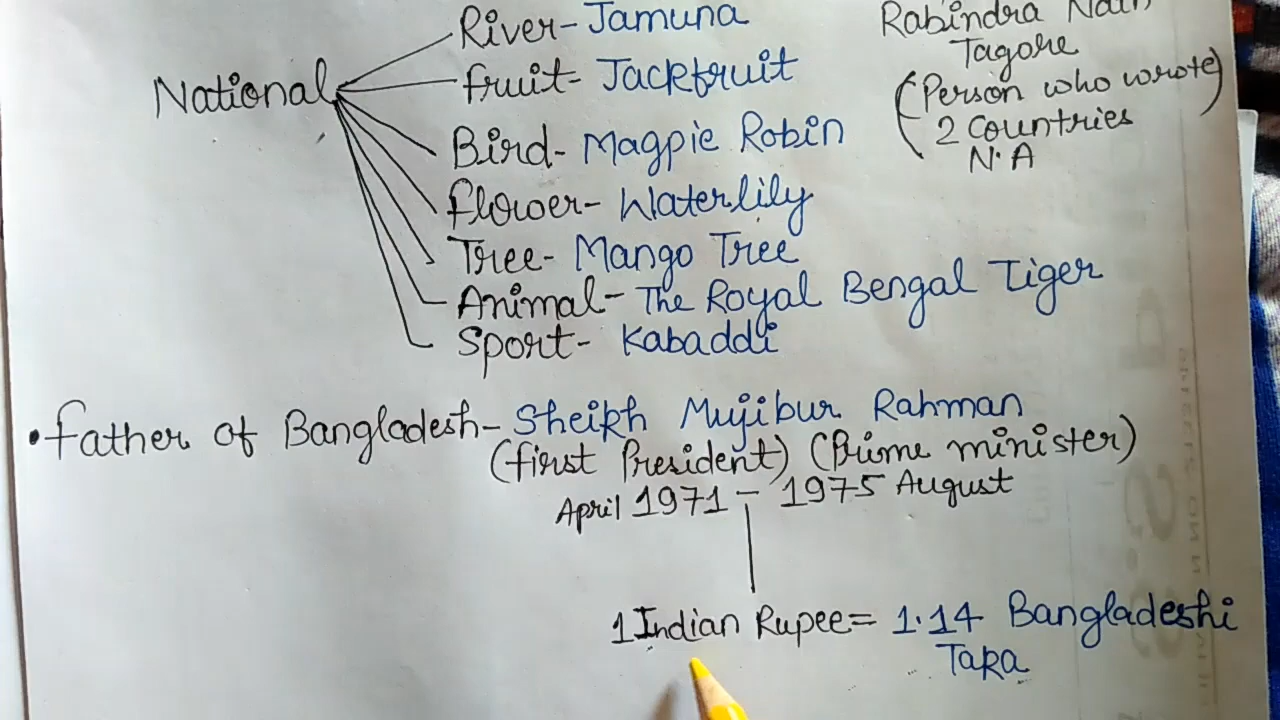 River- Jamuna
National
fruit- Jackfruit
Bird- Magpie Robin
flower- Waterlily
Tree- Mango Tree
Animal- The Royal Bengal Tiger
Sport- Kabaddi
Rabindra Nath
Tagore
(Person who wrote)
2 countries
N.A
• father of Bangladesh- Sheikh Mujibur Rahman
(first President) (Prime minister)
April 1971 - 1975 August
1 Indian Rupee= 1.14 Bangladeshi
Taka